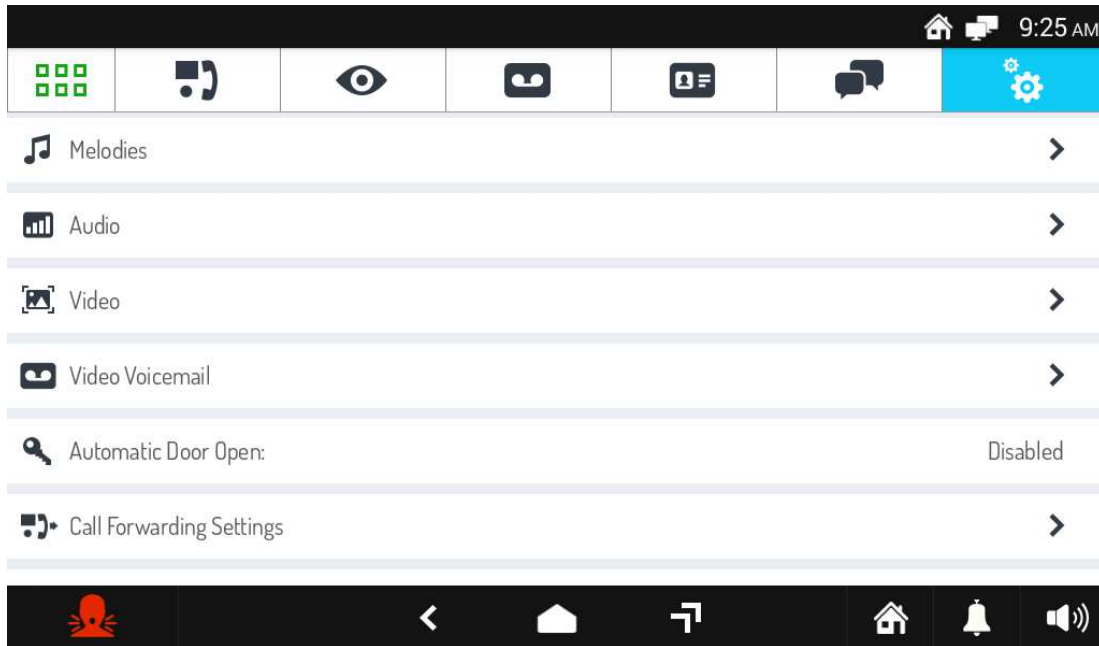 9:25 AM
Melodies
Audio
Video
Video Voicemail
Automatic Door Open: Disabled
Call Forwarding Settings